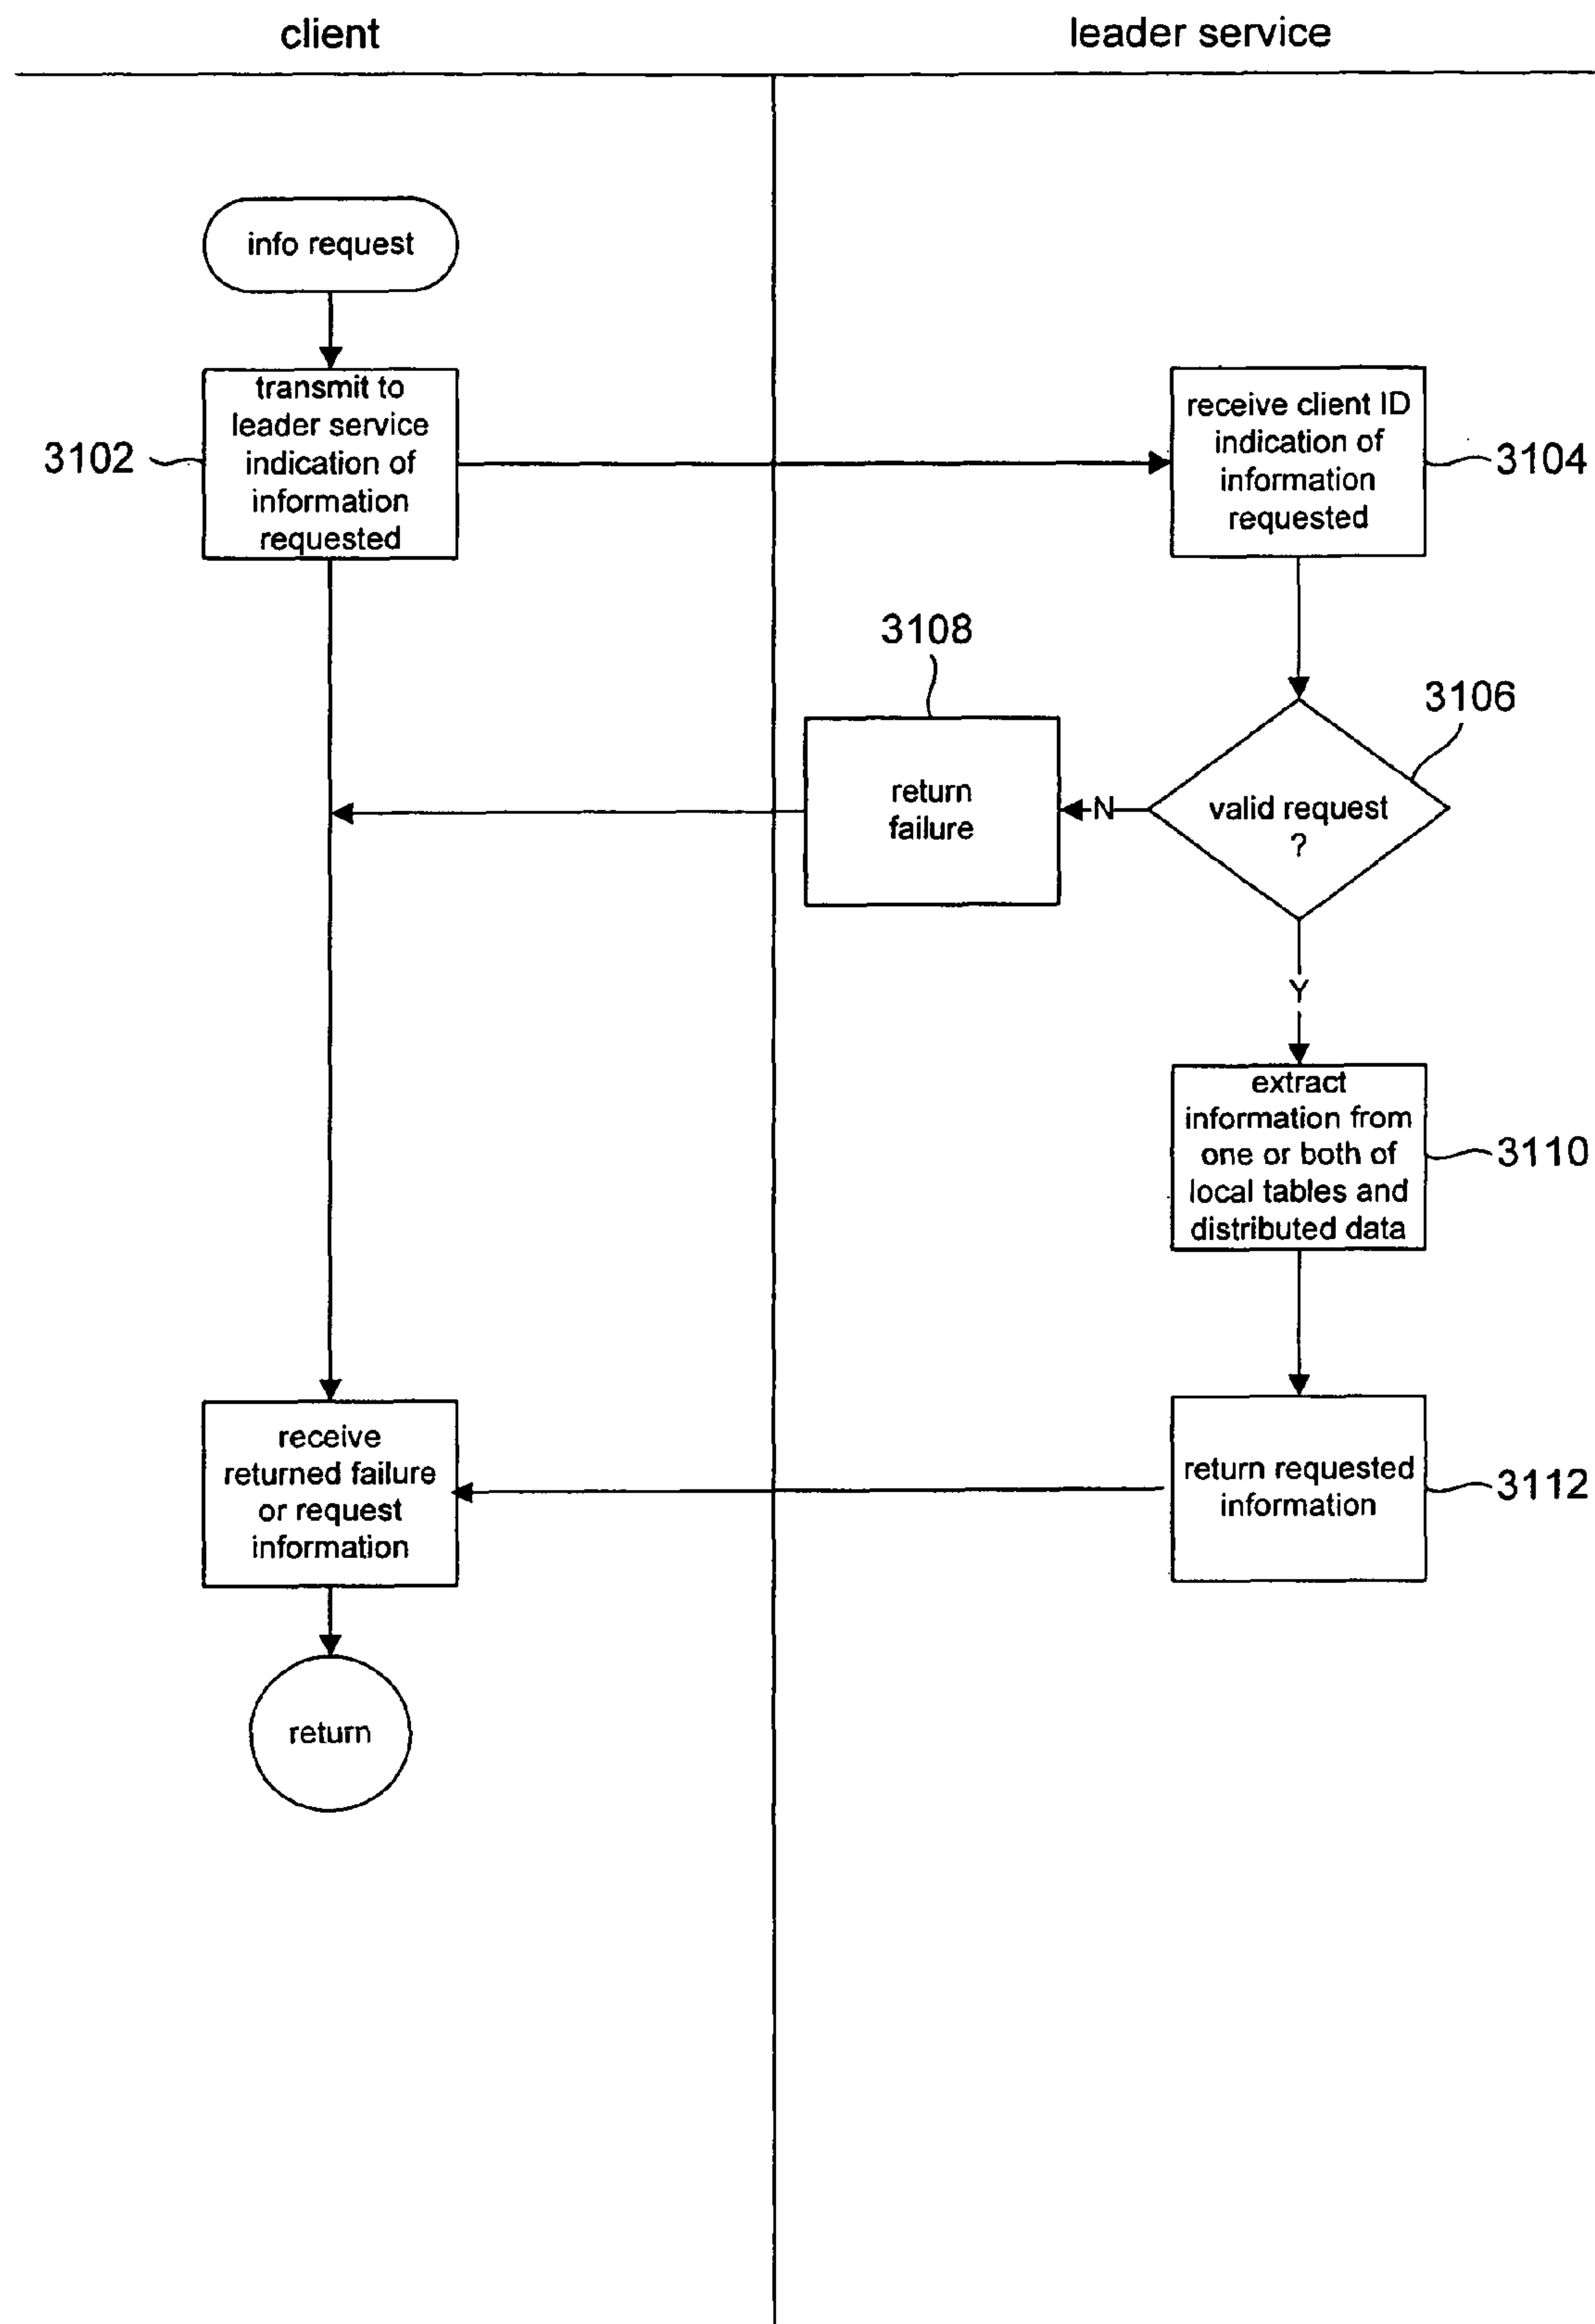 client
leader service
info request
transmit to
leader service
indication of
information
requested
3102
receive client ID
indication of
information
requested
3104
3108
3106
return
failure
N
valid request
?
Y
extract
information from
one or both of
local tables and
distributed data
3110
receive
returned failure
or request
information
return requested
information
3112
return